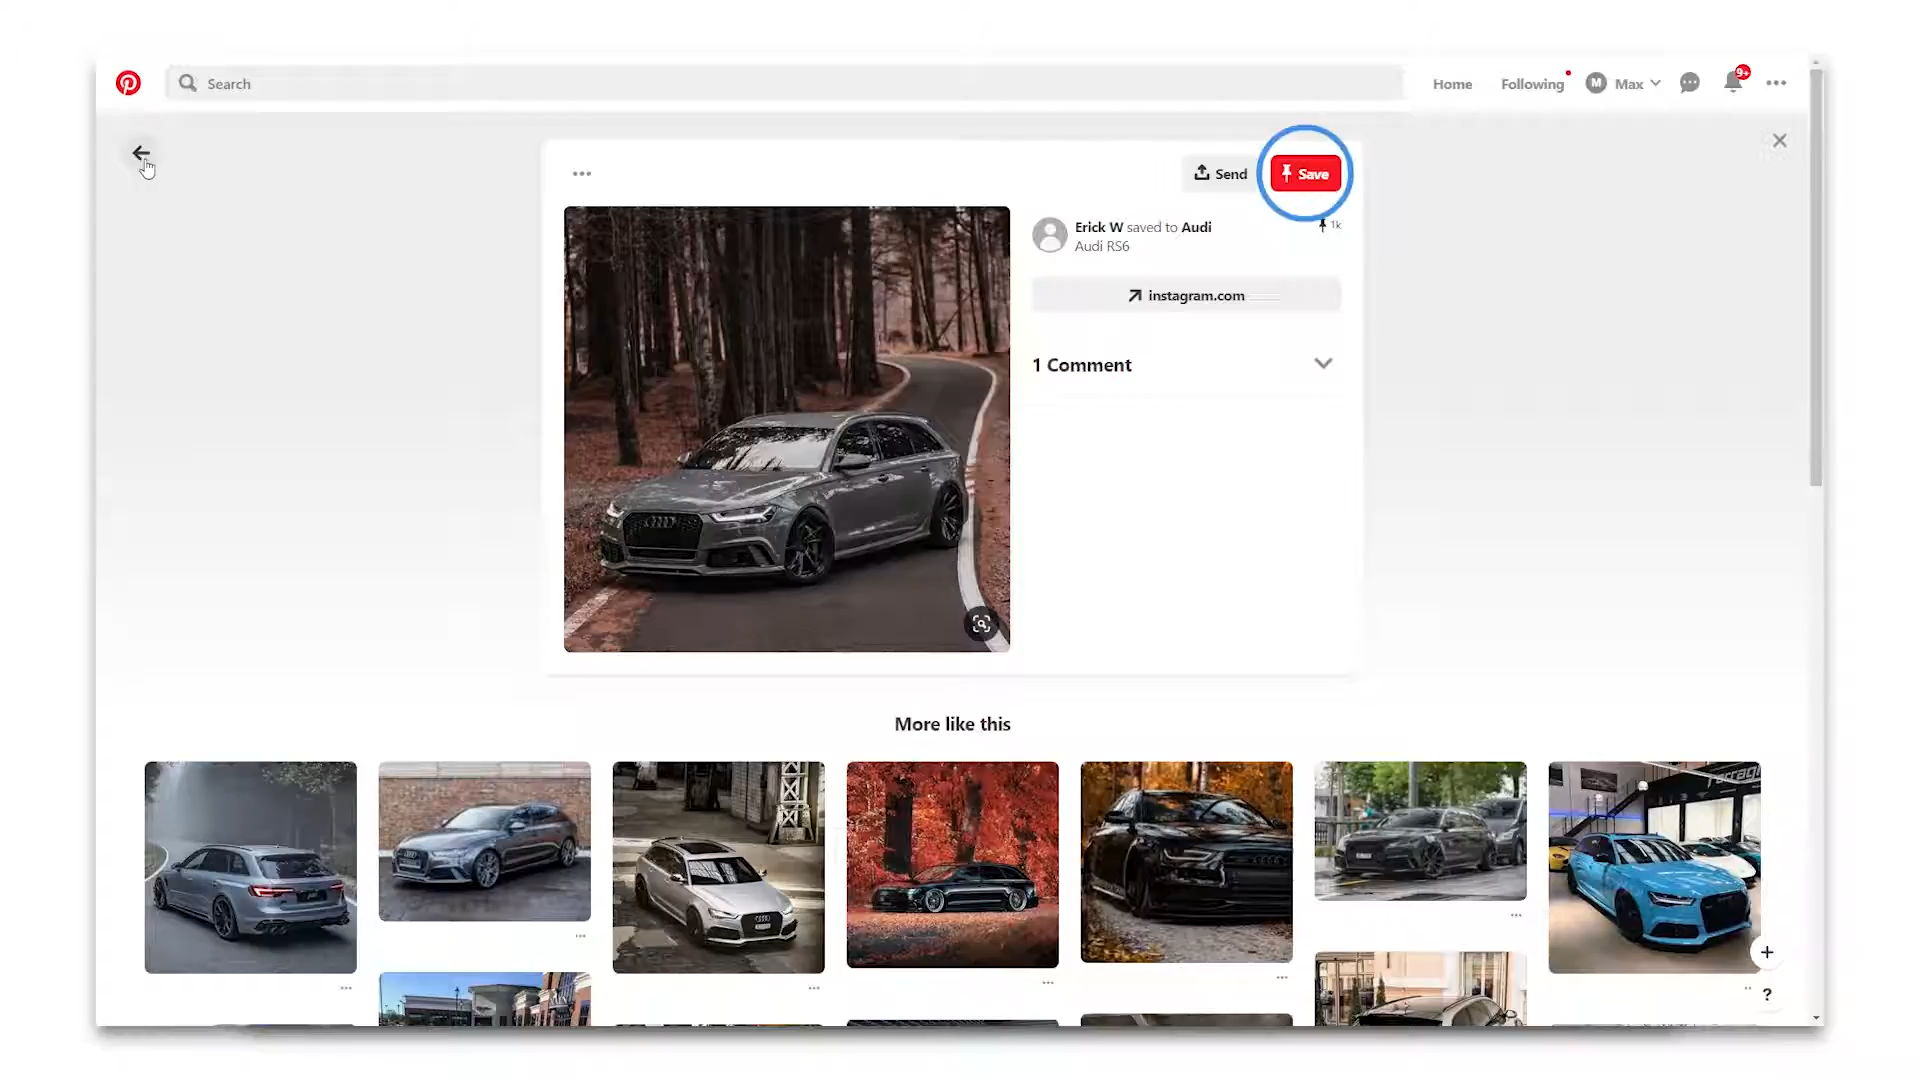 Search
Home
Following
M
Max
9+
Send
Save
Erick W saved to Audi
1k
Audi RS6
instagram.com
1 Comment
More like this
+
?